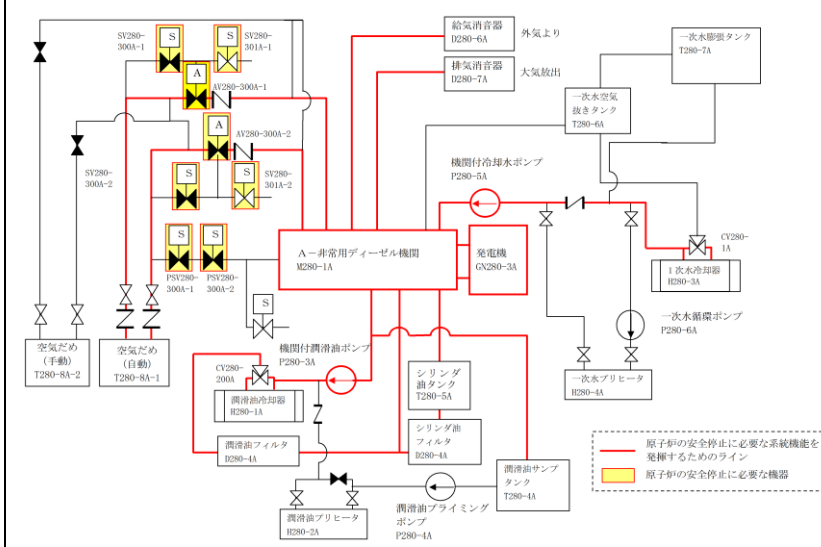 SV280-
300A-1
S
SV280-
301A-1
S
A
AV280-300A-1
給気消音器
D280-6A
外気より
排気消音器
D280-7A
大気放出
一次水膨張タンク
T280-7A
一次水空気
抜きタンク
T280-6A
A
AV280-300A-2
SV280-
300A-2
S
S
SV280-
301A-2
機関付冷却水ポンプ
P280-5A
S
S
PSV280-
300A-1
PSV280-
300A-2
A-非常用ディーゼル機関
M280-1A
発電機
GN280-3A
CV280-
1A
1次水冷却器
H280-3A
S
一次水循環ポンプ
P280-6A
空気だめ
(手動)
T280-8A-2
空気だめ
(自動)
T280-8A-1
機関付潤滑油ポンプ
P280-3A
CV280-
200A
潤滑油冷却器
H280-1A
シリンダ
油タンク
T280-5A
一次水プリヒータ
H280-4A
潤滑油フィルタ
D280-4A
シリンダ油
フィルタ
D280-4A
潤滑油サンプ
タンク
T280-4A
潤滑油プリヒータ
H280-2A
潤滑油プライミング
ポンプ
P280-4A
原子炉の安全停止に必要な系統機能を
発揮するためのライン
原子炉の安全停止に必要な機器